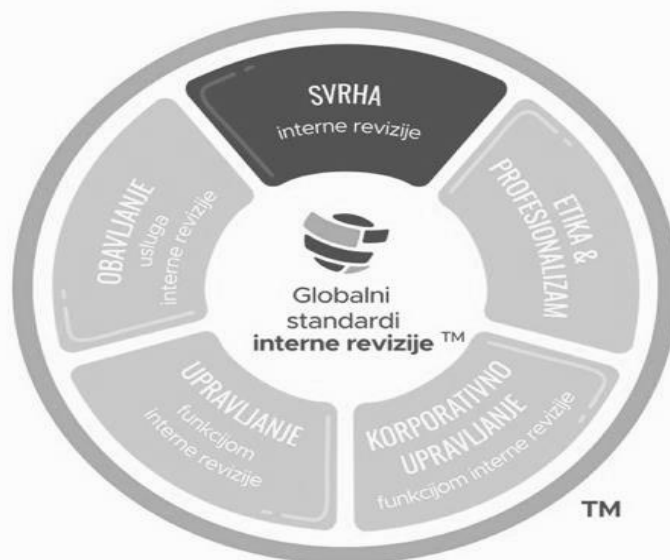 SVRHA
interne revizije
ETIKA &
PROFESIONALIZAM
KORPORATIVNO
UPRAVLJANJE
funkcijom interne revizije
UPRAVLJANJE
funkcijom
interne revizije
OBAVLJANJE
usluga
interne revizije
Globalni
standardi
interne revizije ™
TM